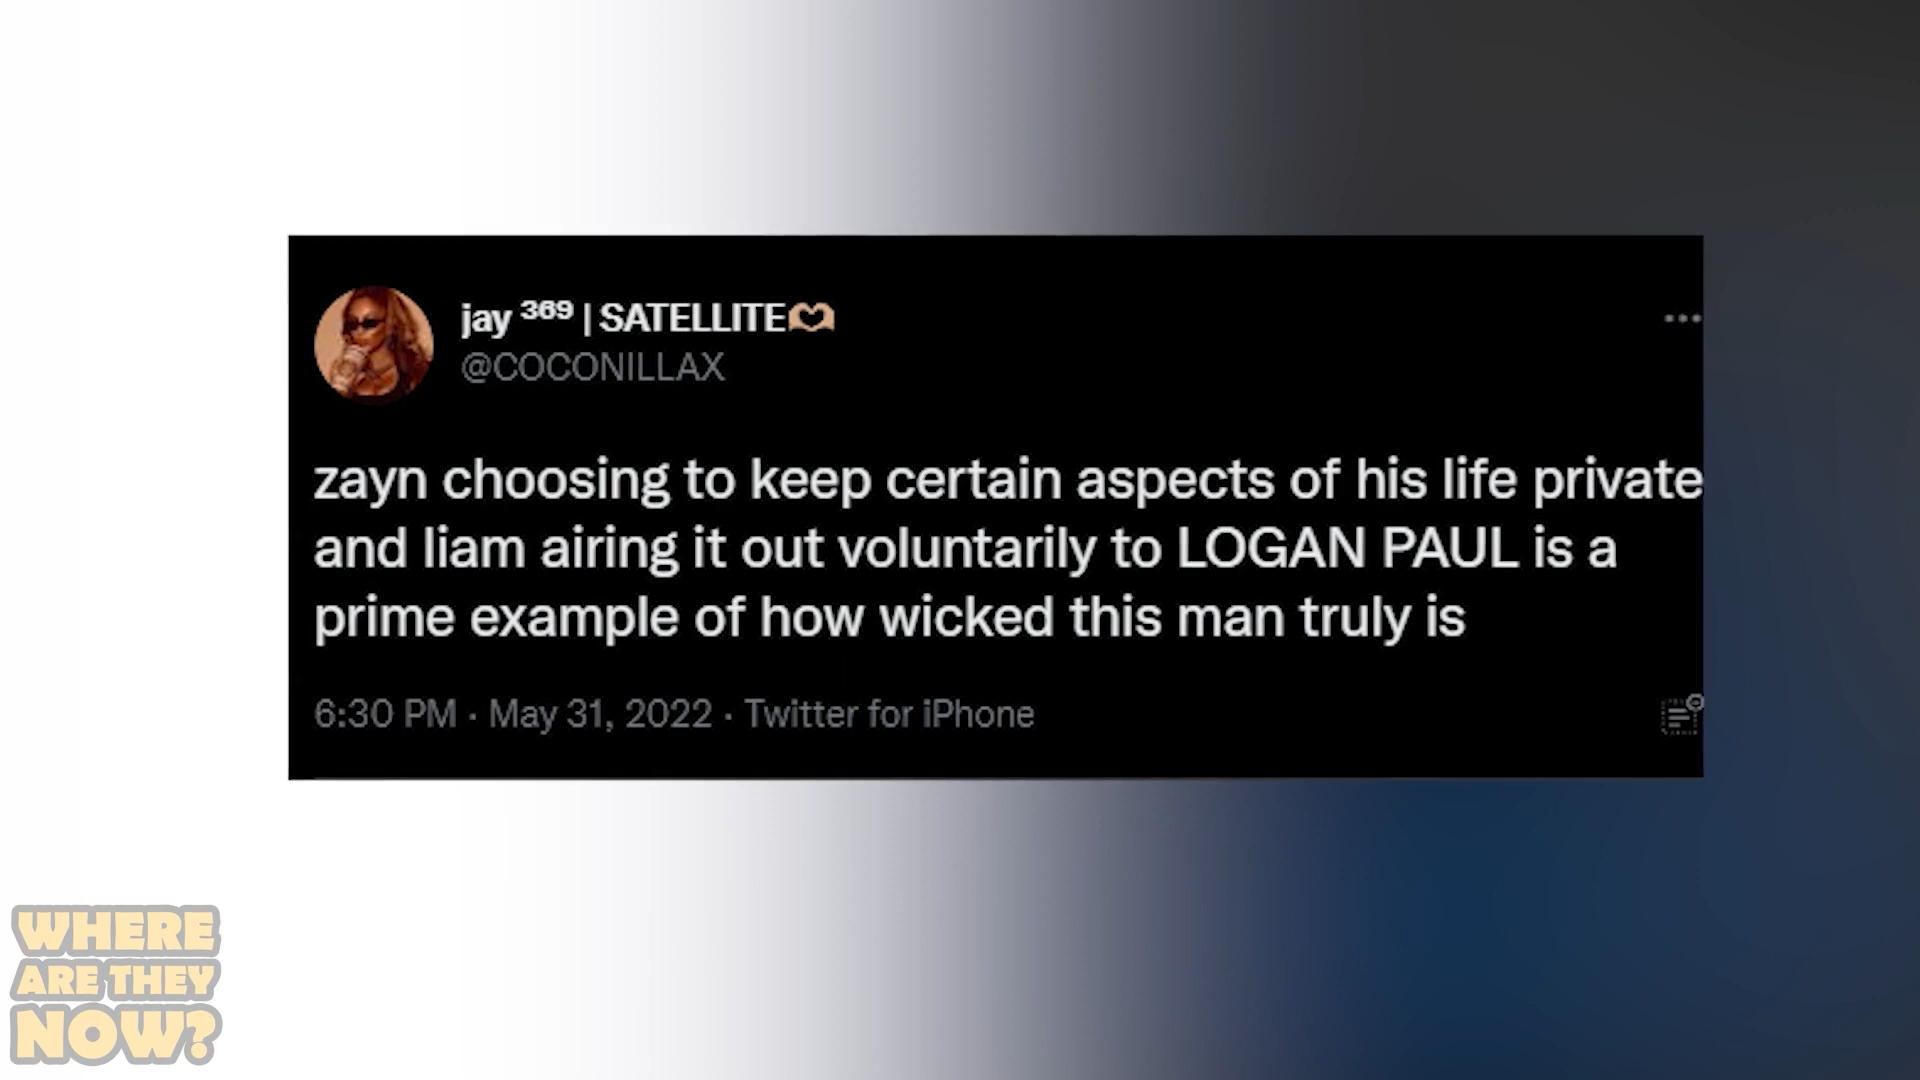 jay ³⁶⁹ | SATELLITE🫶🏼
@COCONILLAX
zayn choosing to keep certain aspects of his life private
and liam airing it out voluntarily to LOGAN PAUL is a
prime example of how wicked this man truly is
6:30 PM · May 31, 2022 · Twitter for iPhone
WHERE
ARE THEY
NOW?